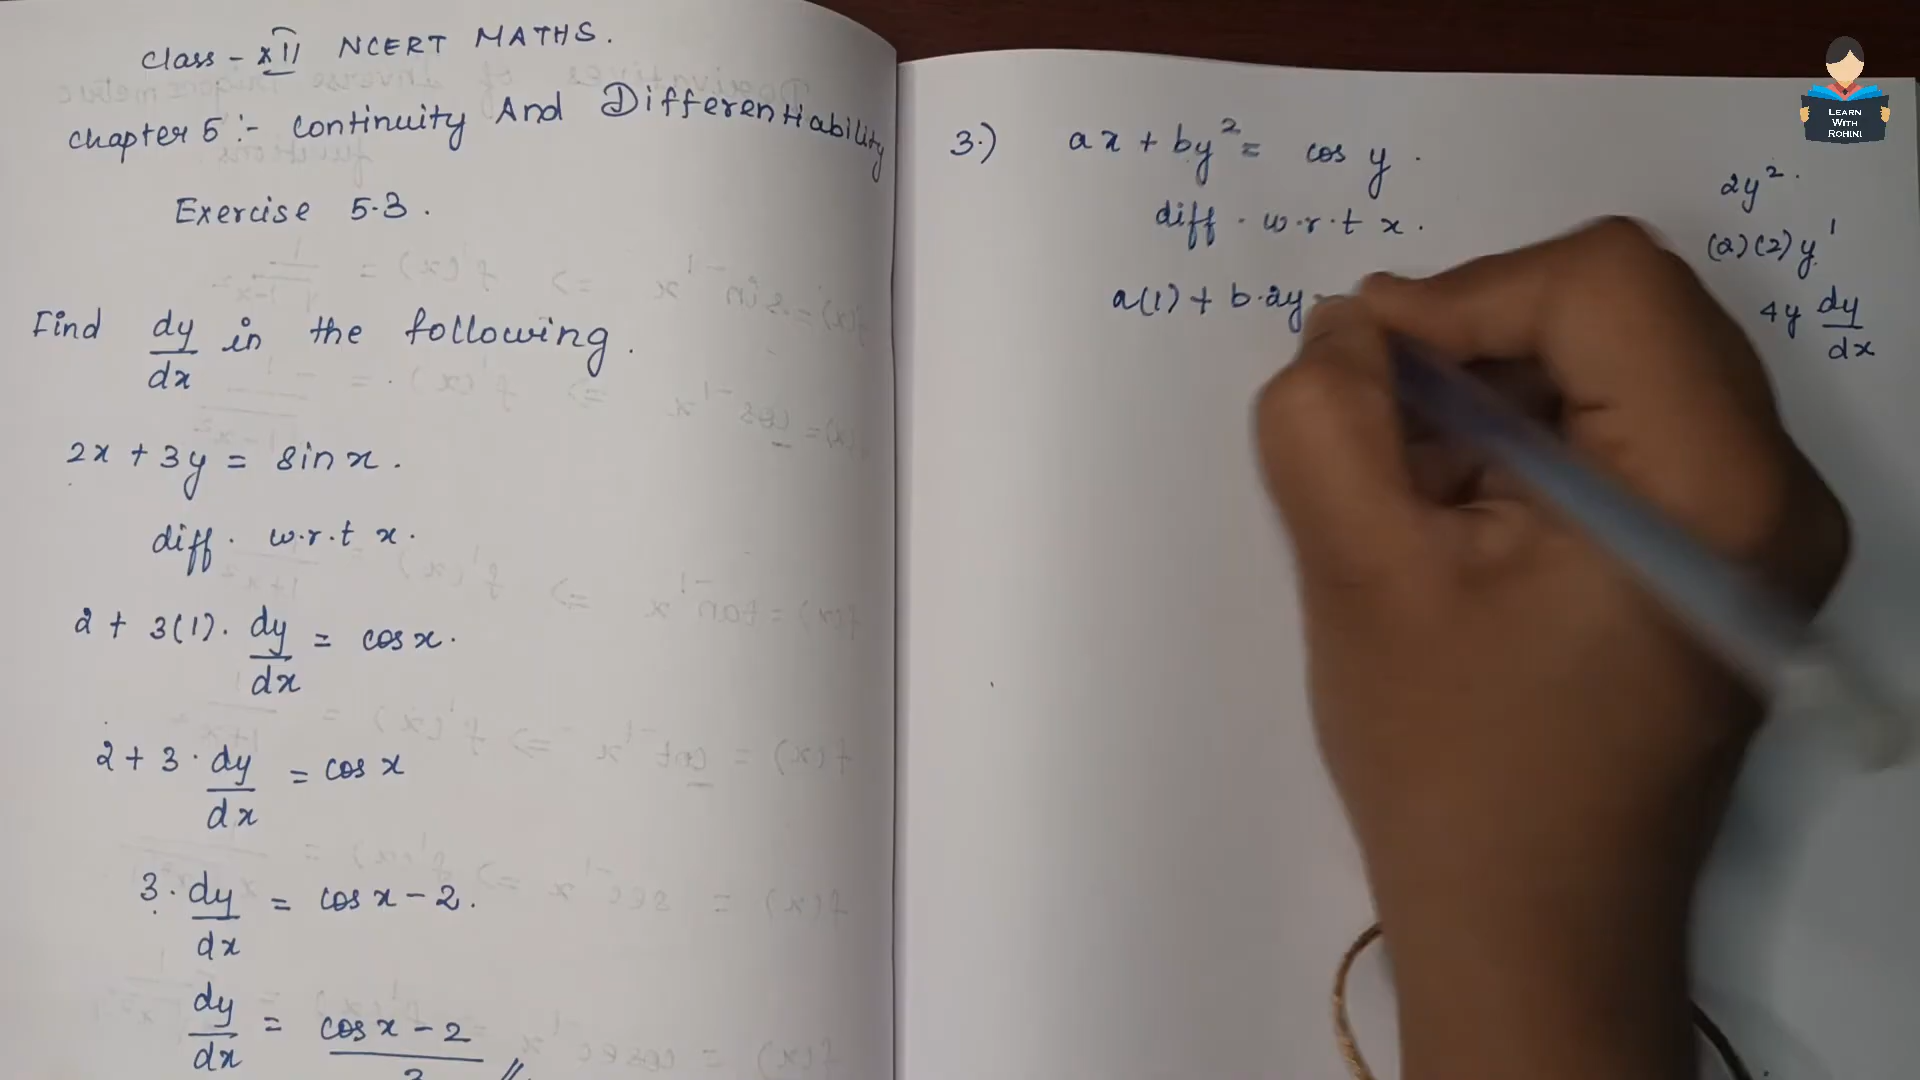 Class - XII NCERT MATHS.
Chapter 5 :- Continuity And Differentiability
Exercise 5.3.
Find dy/dx in the following.
2x + 3y = sin x.
diff. w.r.t x.
2 + 3(1). dy/dx = cos x.
2 + 3. dy/dx = cos x
3. dy/dx = cos x - 2.
dy/dx = cos x - 2 / 3 //
3.) ax + by² = cos y.
diff. w.r.t x.
a(1) + b.2y
2y².
(2)(2)y¹
4y dy/dx
LEARN
WITH
ROHINI